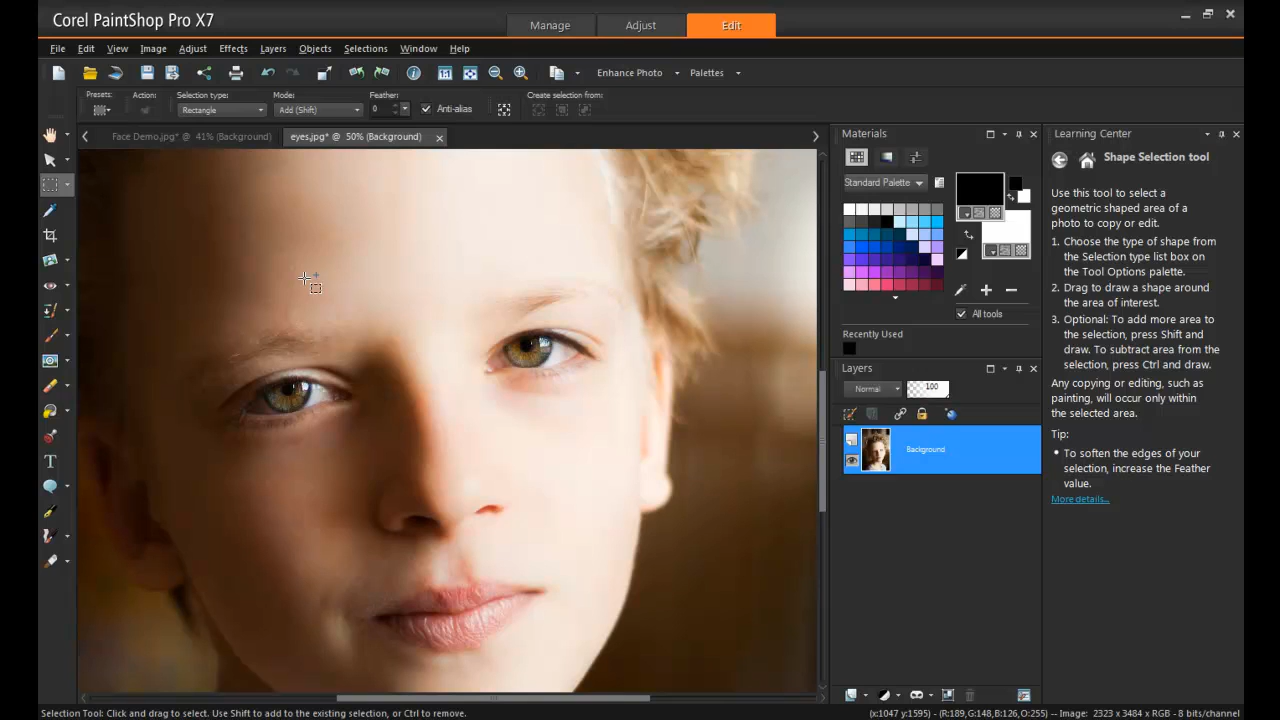 Corel PaintShop Pro X7
Manage
Adjust
Edit
File Edit View Image Adjust Effects Layers Objects Selections Window Help
Enhance Photo
Palettes
Presets:
Action:
Selection type:
Mode:
Feather:
Create selection from:
Rectangle
Add (Shift)
0
Anti-alias
Face Demo.jpg* @ 41% (Background)
eyes.jpg* @ 50% (Background)
Materials
Standard Palette
All tools
Recently Used
Layers
Normal
100
Background
Learning Center
Shape Selection tool
Use this tool to select a
geometric shaped area of a
photo to copy or edit.
1. Choose the type of shape from
the Selection type list box on
the Tool Options palette.
2. Drag to draw a shape around
the area of interest.
3. Optional: To add more area to
the selection, press Shift and
draw. To subtract area from the
selection, press Ctrl and draw.
Any copying or editing, such as
painting, will occur only within
the selected area.
Tip:
• To soften the edges of your
selection, increase the Feather
value.
More details...
Selection Tool: Click and drag to select. Use Shift to add to the existing selection, or Ctrl to remove.
(x:1047 y:1595) - (R:189,G:148,B:126,O:255) -- Image: 2323 x 3484 x RGB - 8 bits/channel